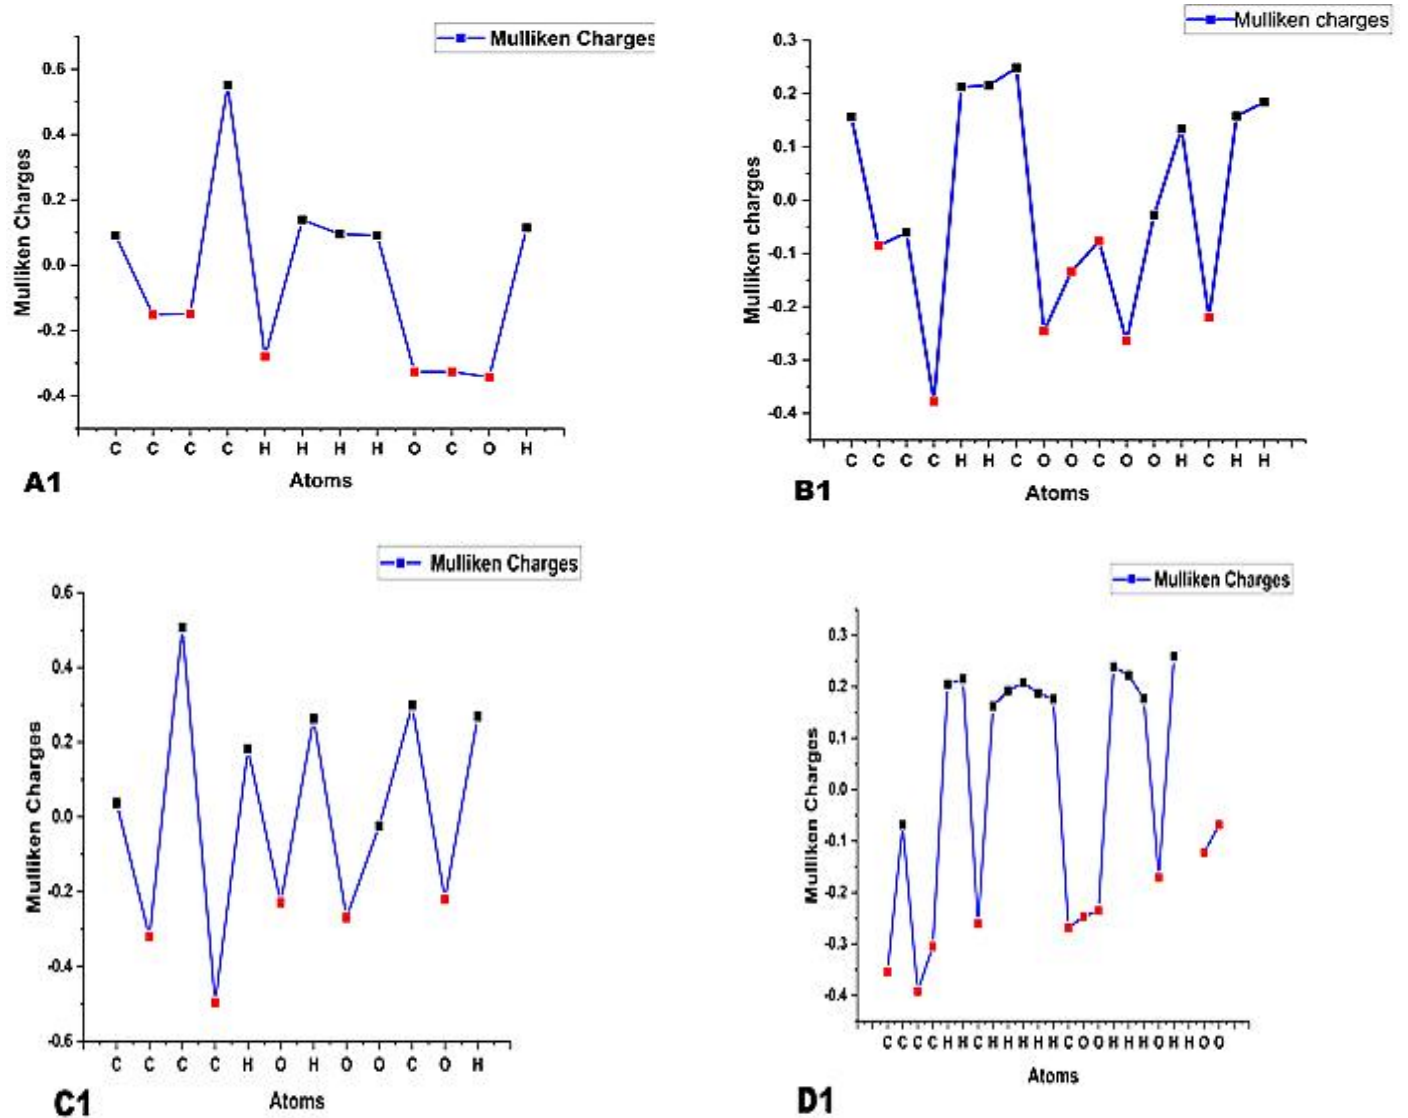 Mulliken Charges
0.6
0.4
0.2
0.0
-0.2
-0.4
Mulliken Charges
C C C C H H H H O C O H
Atoms
A1
Mulliken charges
0.3
0.2
0.1
0.0
-0.1
-0.2
-0.3
-0.4
Mulliken charges
C C C C H H C O O C O O H C H H
Atoms
B1
Mulliken Charges
0.6
0.4
0.2
0.0
-0.2
-0.4
-0.6
Mulliken Charges
C C C C H O H O O C O H
Atoms
C1
Mulliken Charges
0.3
0.2
0.1
0.0
-0.1
-0.2
-0.3
-0.4
Mulliken Charges
C C C C H H C H H H H H C O O H H H O H H O O
Atoms
D1